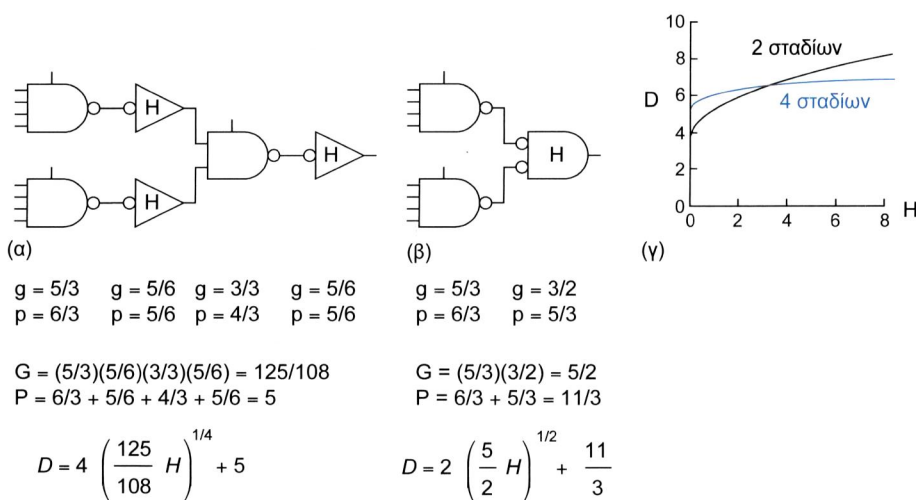 H
H
H
H
(α)
(β)
(γ)
10
8
6
4
2
0
D
0 2 4 6 8
H
2 σταδίων
4 σταδίων
g = 5/3 g = 5/6 g = 3/3 g = 5/6
p = 6/3 p = 5/6 p = 4/3 p = 5/6
G = (5/3)(5/6)(3/3)(5/6) = 125/108
P = 6/3 + 5/6 + 4/3 + 5/6 = 5
D = 4 (125/108 H)^1/4 + 5
g = 5/3 g = 3/2
p = 6/3 p = 5/3
G = (5/3)(3/2) = 5/2
P = 6/3 + 5/3 = 11/3
D = 2 (5/2 H)^1/2 + 11/3